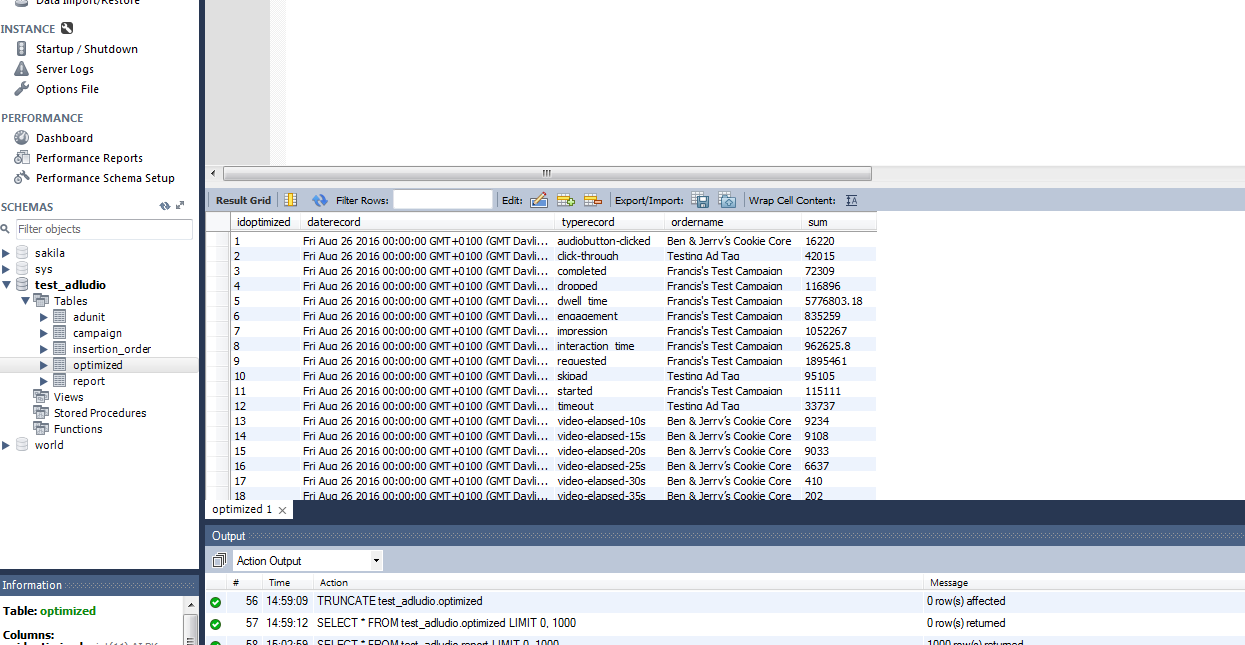 Data Import/Restore
INSTANCE
Startup / Shutdown
Server Logs
Options File
PERFORMANCE
Dashboard
Performance Reports
Performance Schema Setup
SCHEMAS
Filter objects
sakila
sys
test_adludio
Tables
adunit
campaign
insertion_order
optimized
report
Views
Stored Procedures
Functions
world
Information
Table: optimized
Columns:
Result Grid Filter Rows: Edit: Export/Import: Wrap Cell Content:
idoptimized daterecord typerecord ordername sum
1 Fri Aug 26 2016 00:00:00 GMT+0100 (GMT Dayli... audiobutton-clicked Ben & Jerry's Cookie Core 16220
2 Fri Aug 26 2016 00:00:00 GMT+0100 (GMT Dayli... click-through Testing Ad Tag 42015
3 Fri Aug 26 2016 00:00:00 GMT+0100 (GMT Dayli... completed Francis's Test Campaign 72309
4 Fri Aug 26 2016 00:00:00 GMT+0100 (GMT Dayli... dropped Francis's Test Campaign 116896
5 Fri Aug 26 2016 00:00:00 GMT+0100 (GMT Dayli... dwell_time Francis's Test Campaign 5776803.18
6 Fri Aug 26 2016 00:00:00 GMT+0100 (GMT Dayli... engagement Francis's Test Campaign 835259
7 Fri Aug 26 2016 00:00:00 GMT+0100 (GMT Dayli... impression Francis's Test Campaign 1052267
8 Fri Aug 26 2016 00:00:00 GMT+0100 (GMT Dayli... interaction_time Francis's Test Campaign 962625.8
9 Fri Aug 26 2016 00:00:00 GMT+0100 (GMT Dayli... requested Francis's Test Campaign 1895461
10 Fri Aug 26 2016 00:00:00 GMT+0100 (GMT Dayli... skipad Testing Ad Tag 95105
11 Fri Aug 26 2016 00:00:00 GMT+0100 (GMT Dayli... started Francis's Test Campaign 115111
12 Fri Aug 26 2016 00:00:00 GMT+0100 (GMT Dayli... timeout Testing Ad Tag 33737
13 Fri Aug 26 2016 00:00:00 GMT+0100 (GMT Dayli... video-elapsed-10s Ben & Jerry's Cookie Core 9234
14 Fri Aug 26 2016 00:00:00 GMT+0100 (GMT Dayli... video-elapsed-15s Ben & Jerry's Cookie Core 9108
15 Fri Aug 26 2016 00:00:00 GMT+0100 (GMT Dayli... video-elapsed-20s Ben & Jerry's Cookie Core 9033
16 Fri Aug 26 2016 00:00:00 GMT+0100 (GMT Dayli... video-elapsed-25s Ben & Jerry's Cookie Core 6637
17 Fri Aug 26 2016 00:00:00 GMT+0100 (GMT Dayli... video-elapsed-30s Ben & Jerry's Cookie Core 410
18 Fri Aug 26 2016 00:00:00 GMT+0100 (GMT Dayli... video-elapsed-35s Ben & Jerry's Cookie Core 202
optimized 1
Output
Action Output
# Time Action Message
56 14:59:09 TRUNCATE test_adludio.optimized 0 row(s) affected
57 14:59:12 SELECT * FROM test_adludio.optimized LIMIT 0, 1000 0 row(s) returned
58 15:02:59 SELECT * FROM test_adludio.report LIMIT 0, 1000 1000 row(s) returned